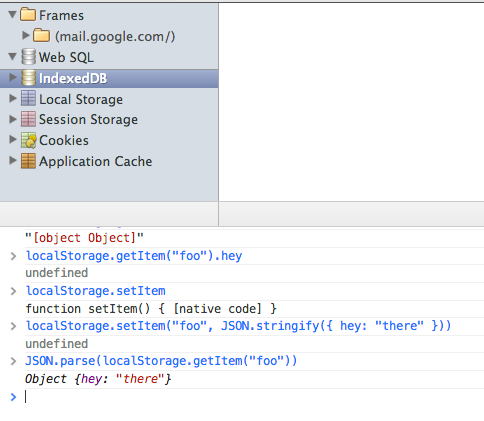 Frames
(mail.google.com/)
Web SQL
IndexedDB
Local Storage
Session Storage
Cookies
Application Cache
"[object Object]"
> localStorage.getItem("foo").hey
undefined
> localStorage.setItem
function setItem() { [native code] }
> localStorage.setItem("foo", JSON.stringify({ hey: "there" }))
undefined
> JSON.parse(localStorage.getItem("foo"))
Object {hey: "there"}
>